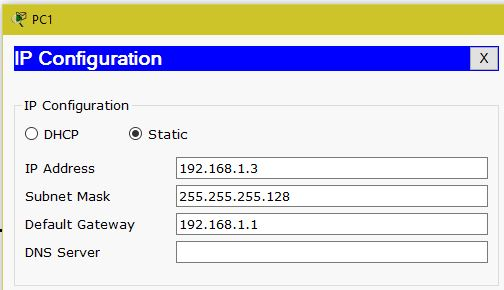 PC1
IP Configuration X
IP Configuration
DHCP Static
IP Address 192.168.1.3
Subnet Mask 255.255.255.128
Default Gateway 192.168.1.1
DNS Server